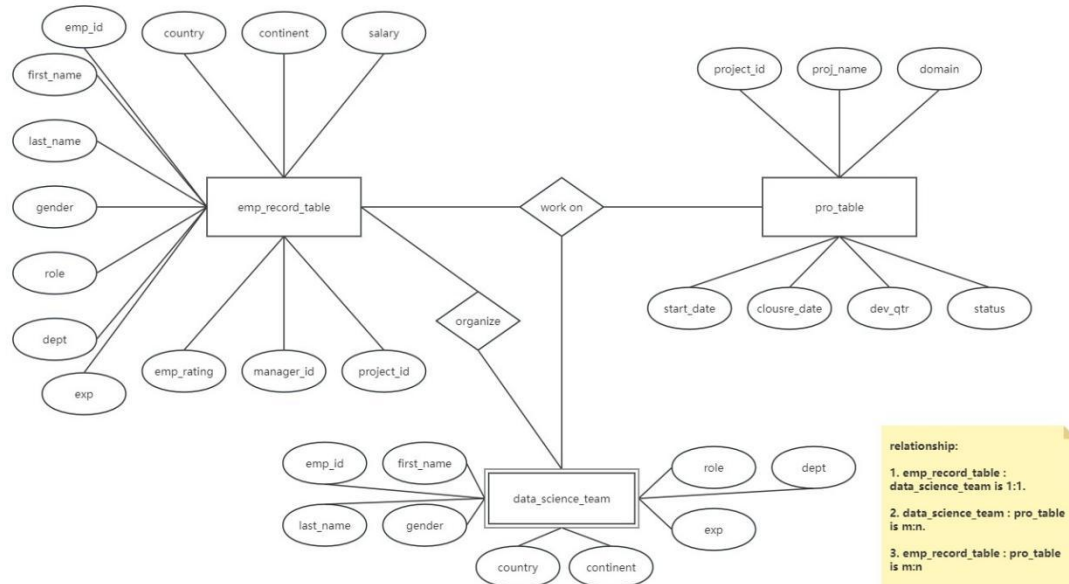 emp_id
country
continent
salary
first_name
last_name
gender
role
dept
exp
emp_record_table
emp_rating
manager_id
project_id
work on
organize
project_id
proj_name
domain
pro_table
start_date
clousre_date
dev_qtr
status
emp_id
first_name
last_name
gender
data_science_team
role
dept
exp
country
continent
relationship:
1. emp_record_table :
data_science_team is 1:1.
2. data_science_team : pro_table
is m:n.
3. emp_record_table : pro_table
is m:n